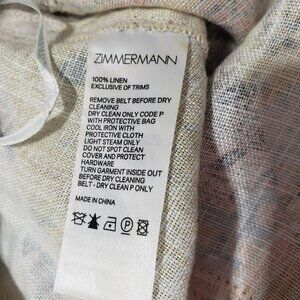 ZIMMERMANN
100% LINEN
EXCLUSIVE OF TRIMS
REMOVE BELT BEFORE DRY
CLEANING
DRY CLEAN ONLY CODE P
WITH PROTECTIVE BAG
COOL IRON WITH
PROTECTIVE CLOTH
LIGHT STEAM ONLY
DO NOT SPOT CLEAN
COVER AND PROTECT
HARDWARE
TURN GARMENT INSIDE OUT
BEFORE DRY CLEANING
BELT - DRY CLEAN P ONLY
MADE IN CHINA
P